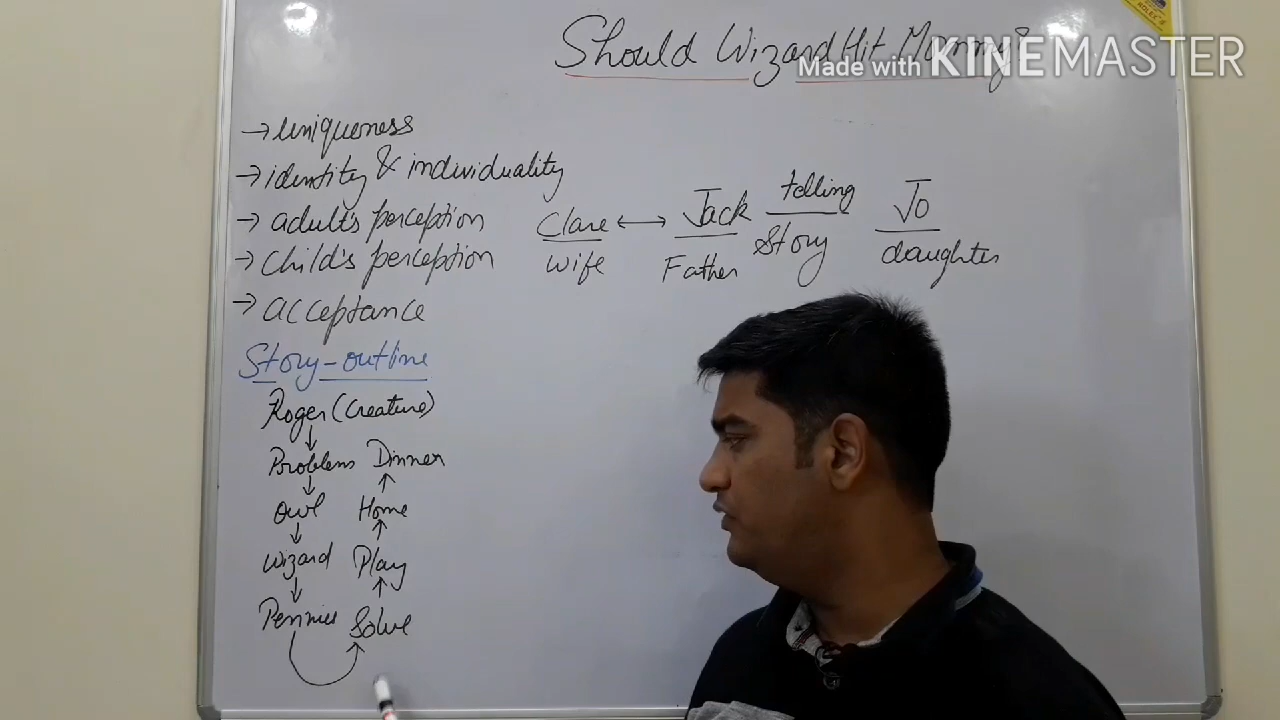 Should Wizard Hit Mommy?
Made with KINEMASTER
→ uniqueness
→ identity & individuality
→ adult's perception
→ child's perception
→ acceptance
Clare ↔ Jack telling Jo
wife Father Story daughter
Story-outline
Roger (Creature)
↓
Problem Dinner
↓ ↑
Owl Home
↓ ↑
Wizard Play
↓ ↑
Pennies Solve